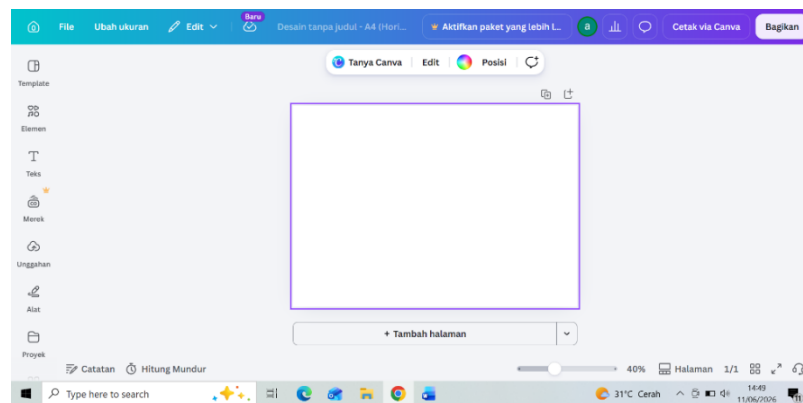 File Ubah ukuran Edit Baru Desain tanpa judul - A4 (Hori... Aktifkan paket yang lebih l... a Cetak via Canva Bagikan
Tanya Canva Edit Posisi
Template
Elemen
Teks
Merek
Unggahan
Alat
Proyek
+ Tambah halaman
Catatan Hitung Mundur 40% Halaman 1/1
Type here to search 31°C Cerah 14:49
11/06/2026